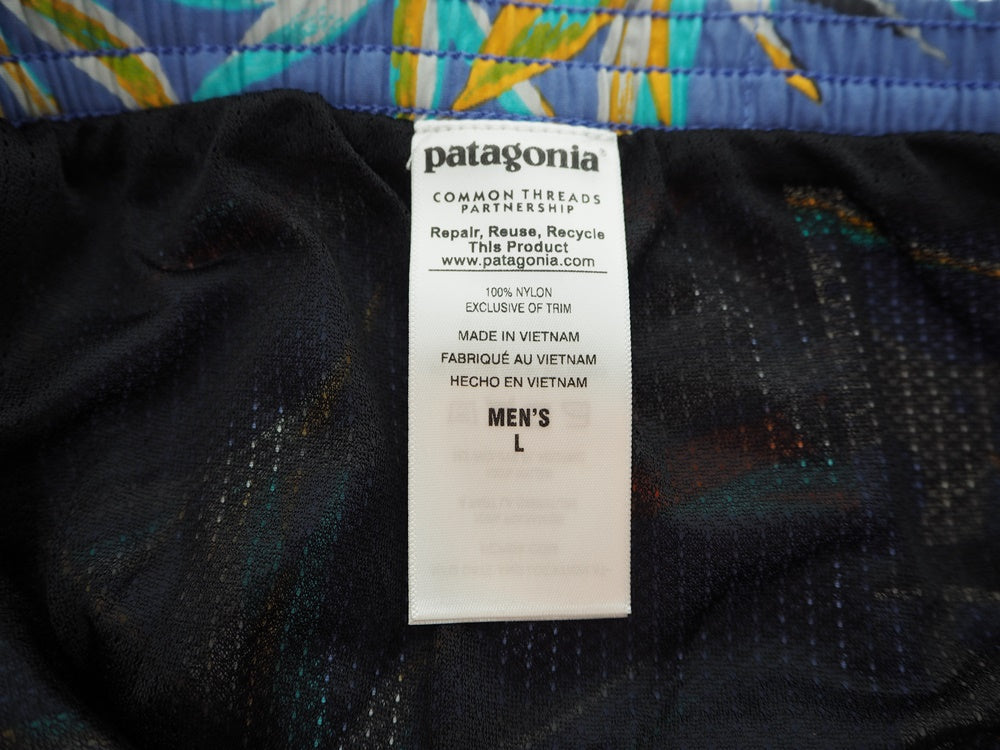 patagonia®
COMMON THREADS
PARTNERSHIP
Repair, Reuse, Recycle
This Product
www.patagonia.com
100% NYLON
EXCLUSIVE OF TRIM
MADE IN VIETNAM
FABRIQUÉ AU VIETNAM
HECHO EN VIETNAM
MEN'S
L